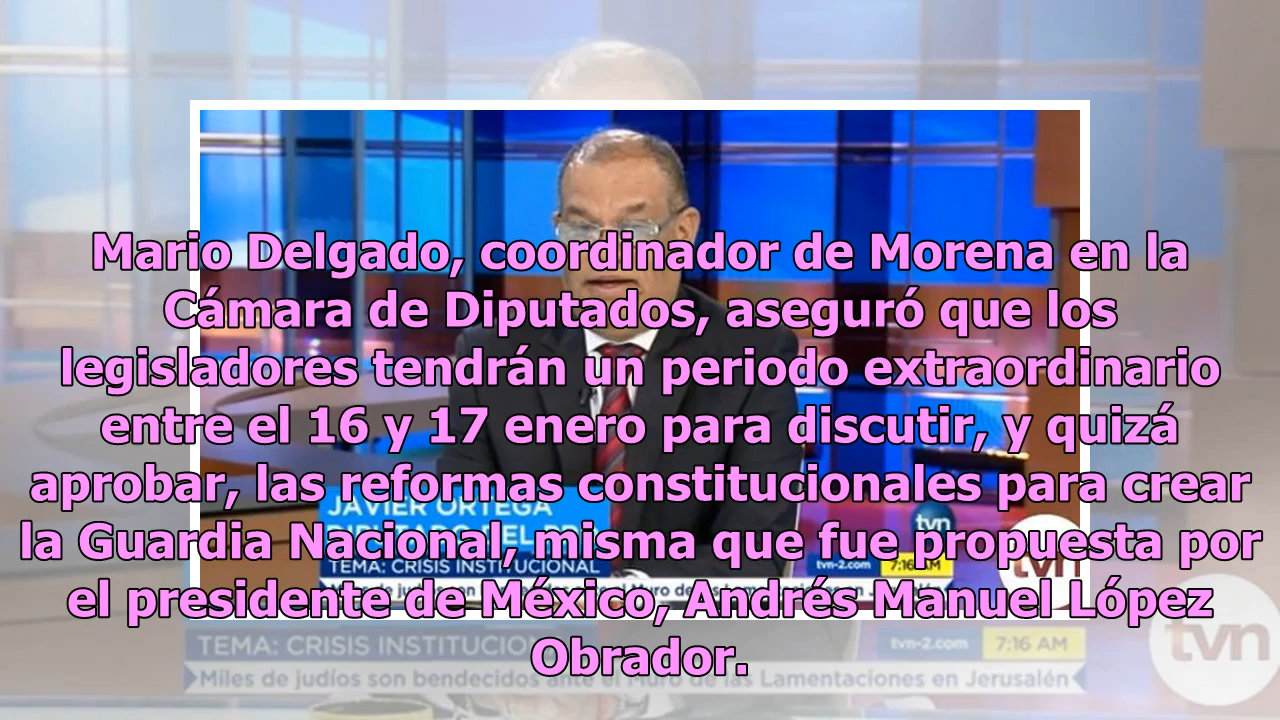 Mario Delgado, coordinador de Morena en la
Cámara de Diputados, aseguró que los
legisladores tendrán un periodo extraordinario
entre el 16 y 17 enero para discutir, y quizá
aprobar, las reformas constitucionales para crear
la Guardia Nacional, misma que fue propuesta por
el presidente de México, Andrés Manuel López
Obrador.
JAVIER ORTEGA
DIPUTADO DEL
TEMA: CRISIS INSTITUCIONAL
tvn
tvn-2.com 7:16 AM
tvn
TEMA: CRISIS INSTITUCION
tvn-2.com 7:16 AM
Miles de judíos son bendecidos ante el Muro de las Lamentaciones en Jerusalén
tvn